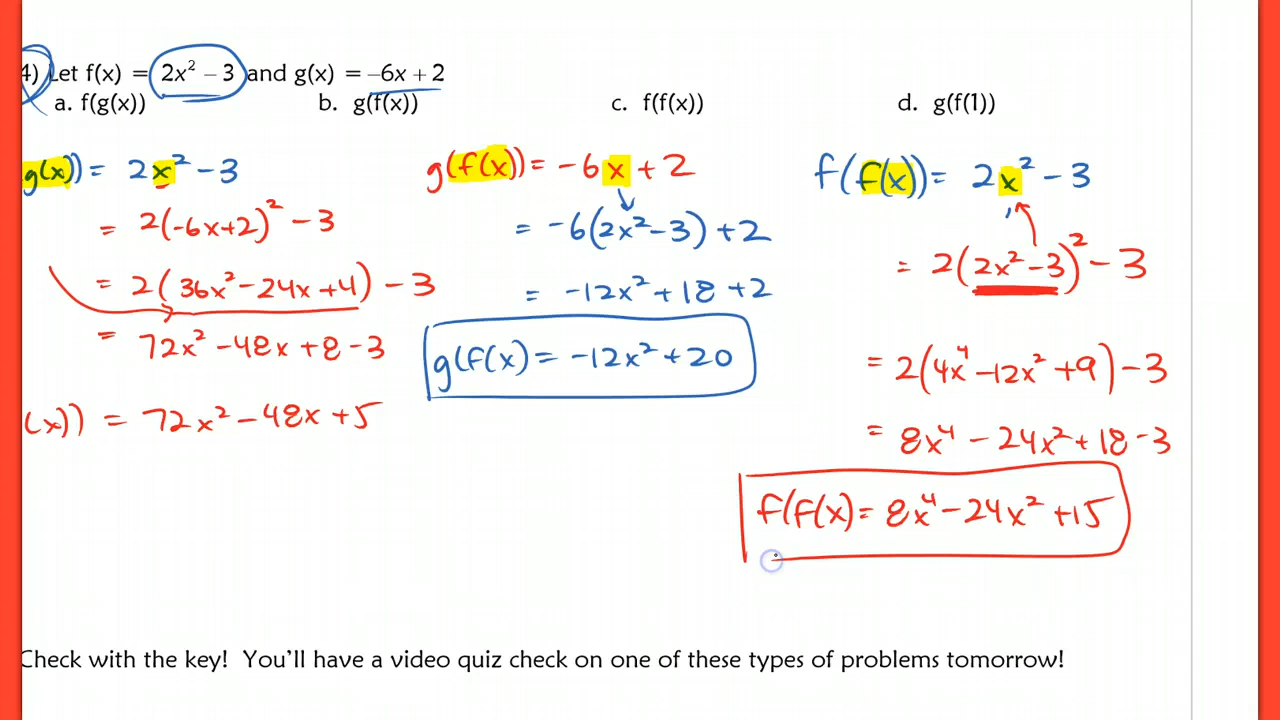 4) Let f(x) = 2x² – 3 and g(x) = –6x + 2
a. f(g(x)) b. g(f(x)) c. f(f(x)) d. g(f(1))
g(x)) = 2x² - 3
= 2(-6x+2)² - 3
= 2(36x² - 24x + 4) - 3
= 72x² - 48x + 8 - 3
(x)) = 72x² - 48x + 5
g(f(x)) = -6x + 2
= -6(2x² - 3) + 2
= -12x² + 18 + 2
g(f(x) = -12x² + 20
f(f(x)) = 2x² - 3
= 2(2x² - 3)² - 3
= 2(4x⁴ - 12x² + 9) - 3
= 8x⁴ - 24x² + 18 - 3
f(f(x) = 8x⁴ - 24x² + 15
Check with the key! You'll have a video quiz check on one of these types of problems tomorrow!